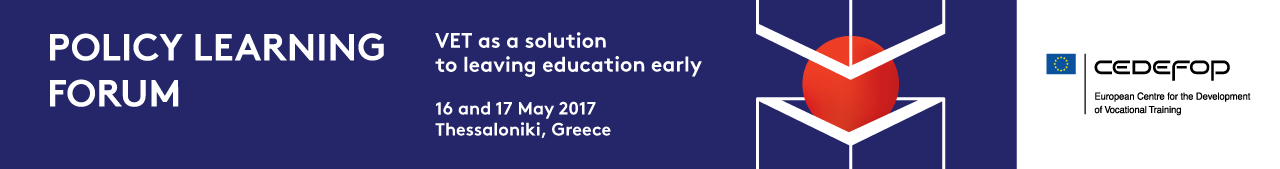 POLICY LEARNING
FORUM
VET as a solution
to leaving education early
16 and 17 May 2017
Thessaloniki, Greece
CEDEFOP
European Centre for the Development
of Vocational Training